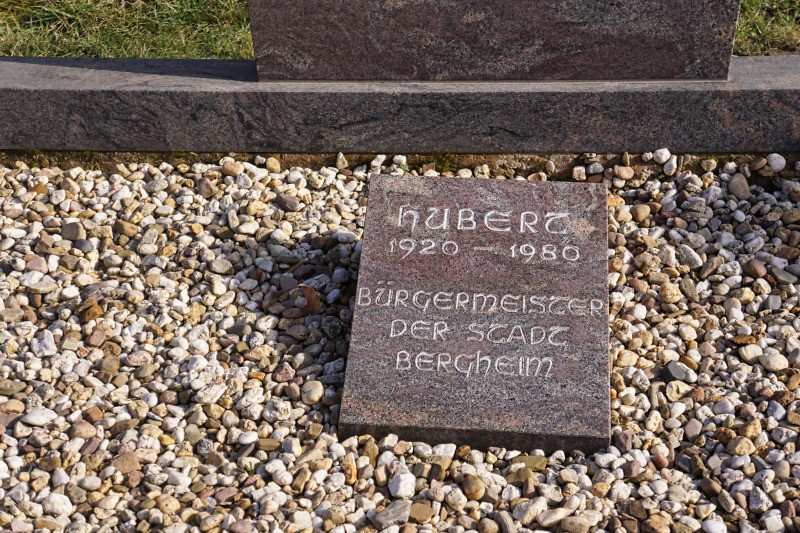 HUBERT
1920 – 1980
BÜRGERMEISTER
DER STADT
BERGHEIM